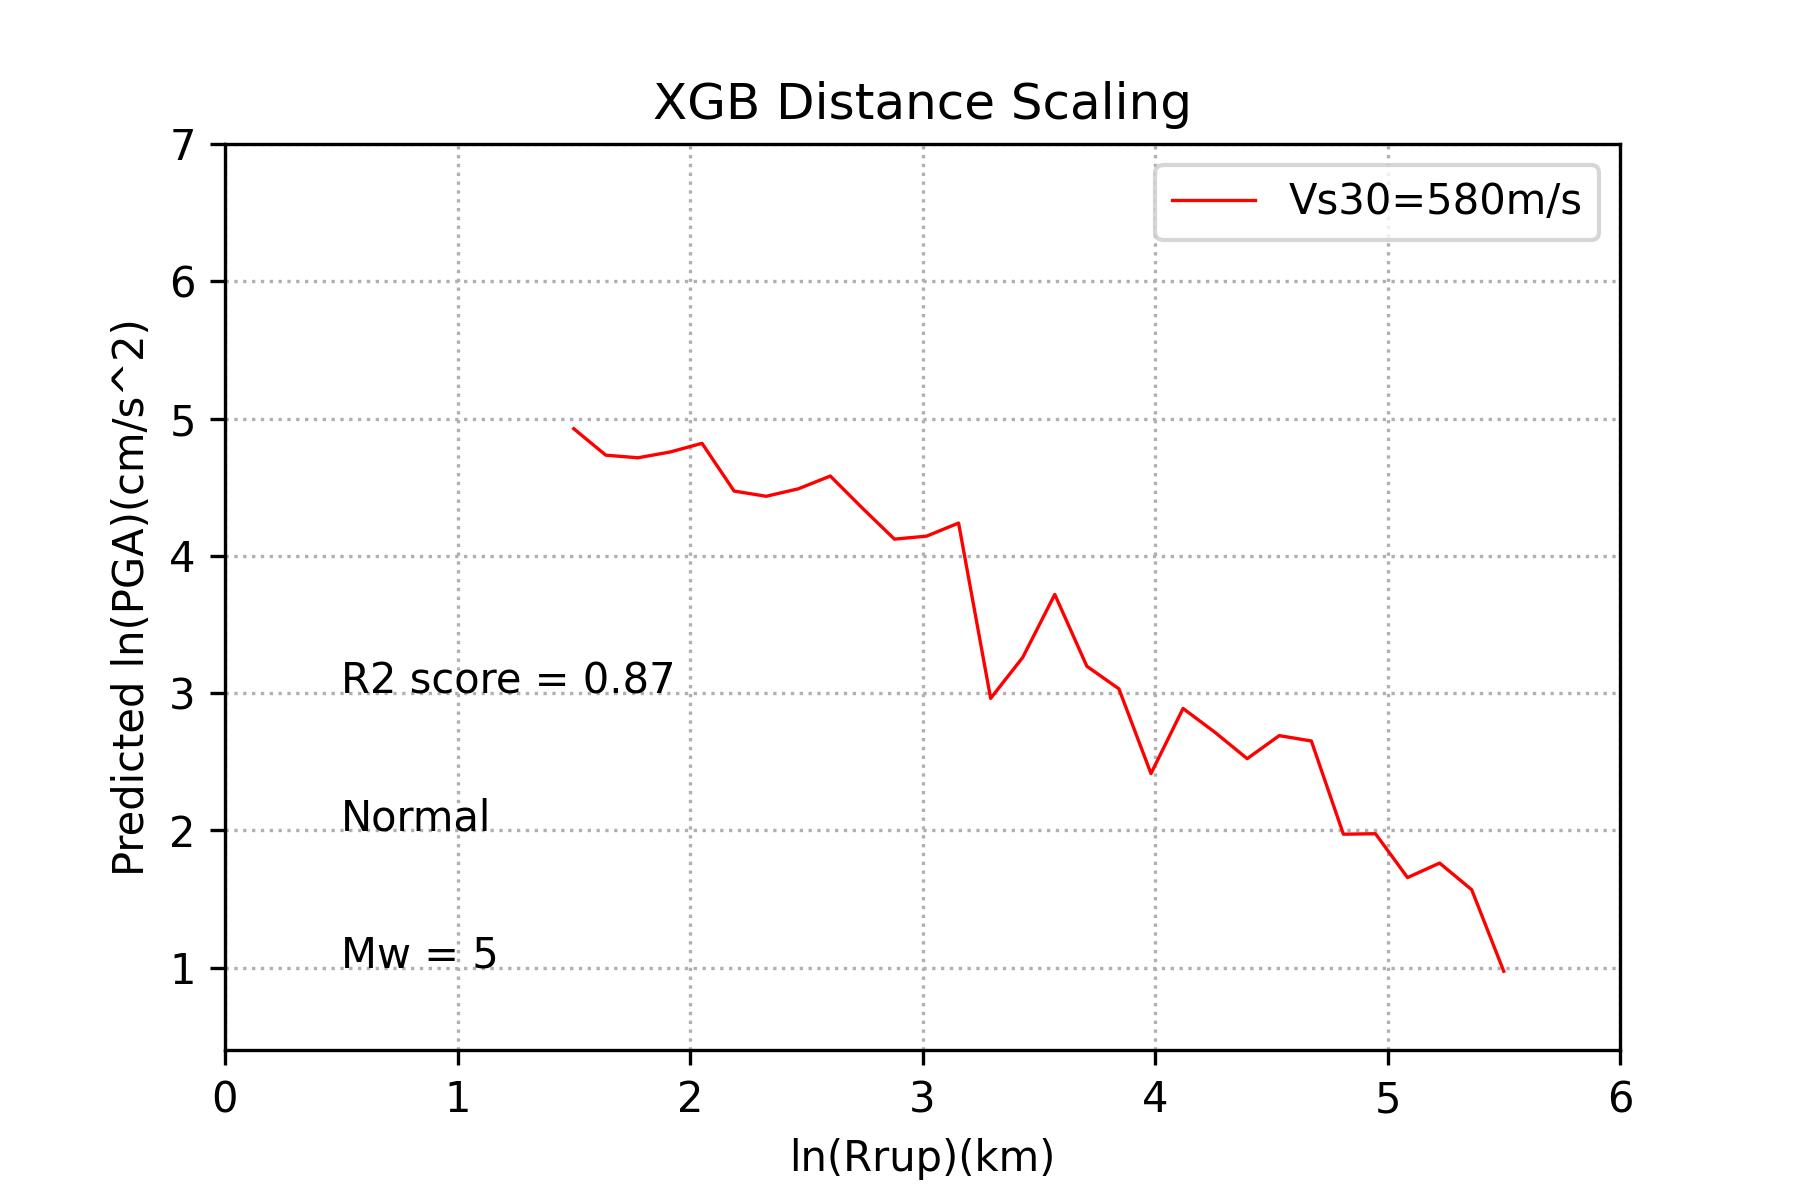 XGB Distance Scaling
Vs30=580m/s
7
6
5
4
3
2
1
Predicted ln(PGA)(cm/s^2)
R2 score = 0.87
Normal
Mw = 5
0 1 2 3 4 5 6
ln(Rrup)(km)